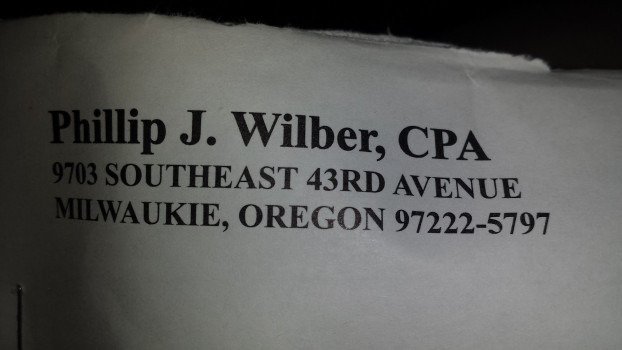 Phillip J. Wilber, CPA
9703 SOUTHEAST 43RD AVENUE
MILWAUKIE, OREGON 97222-5797